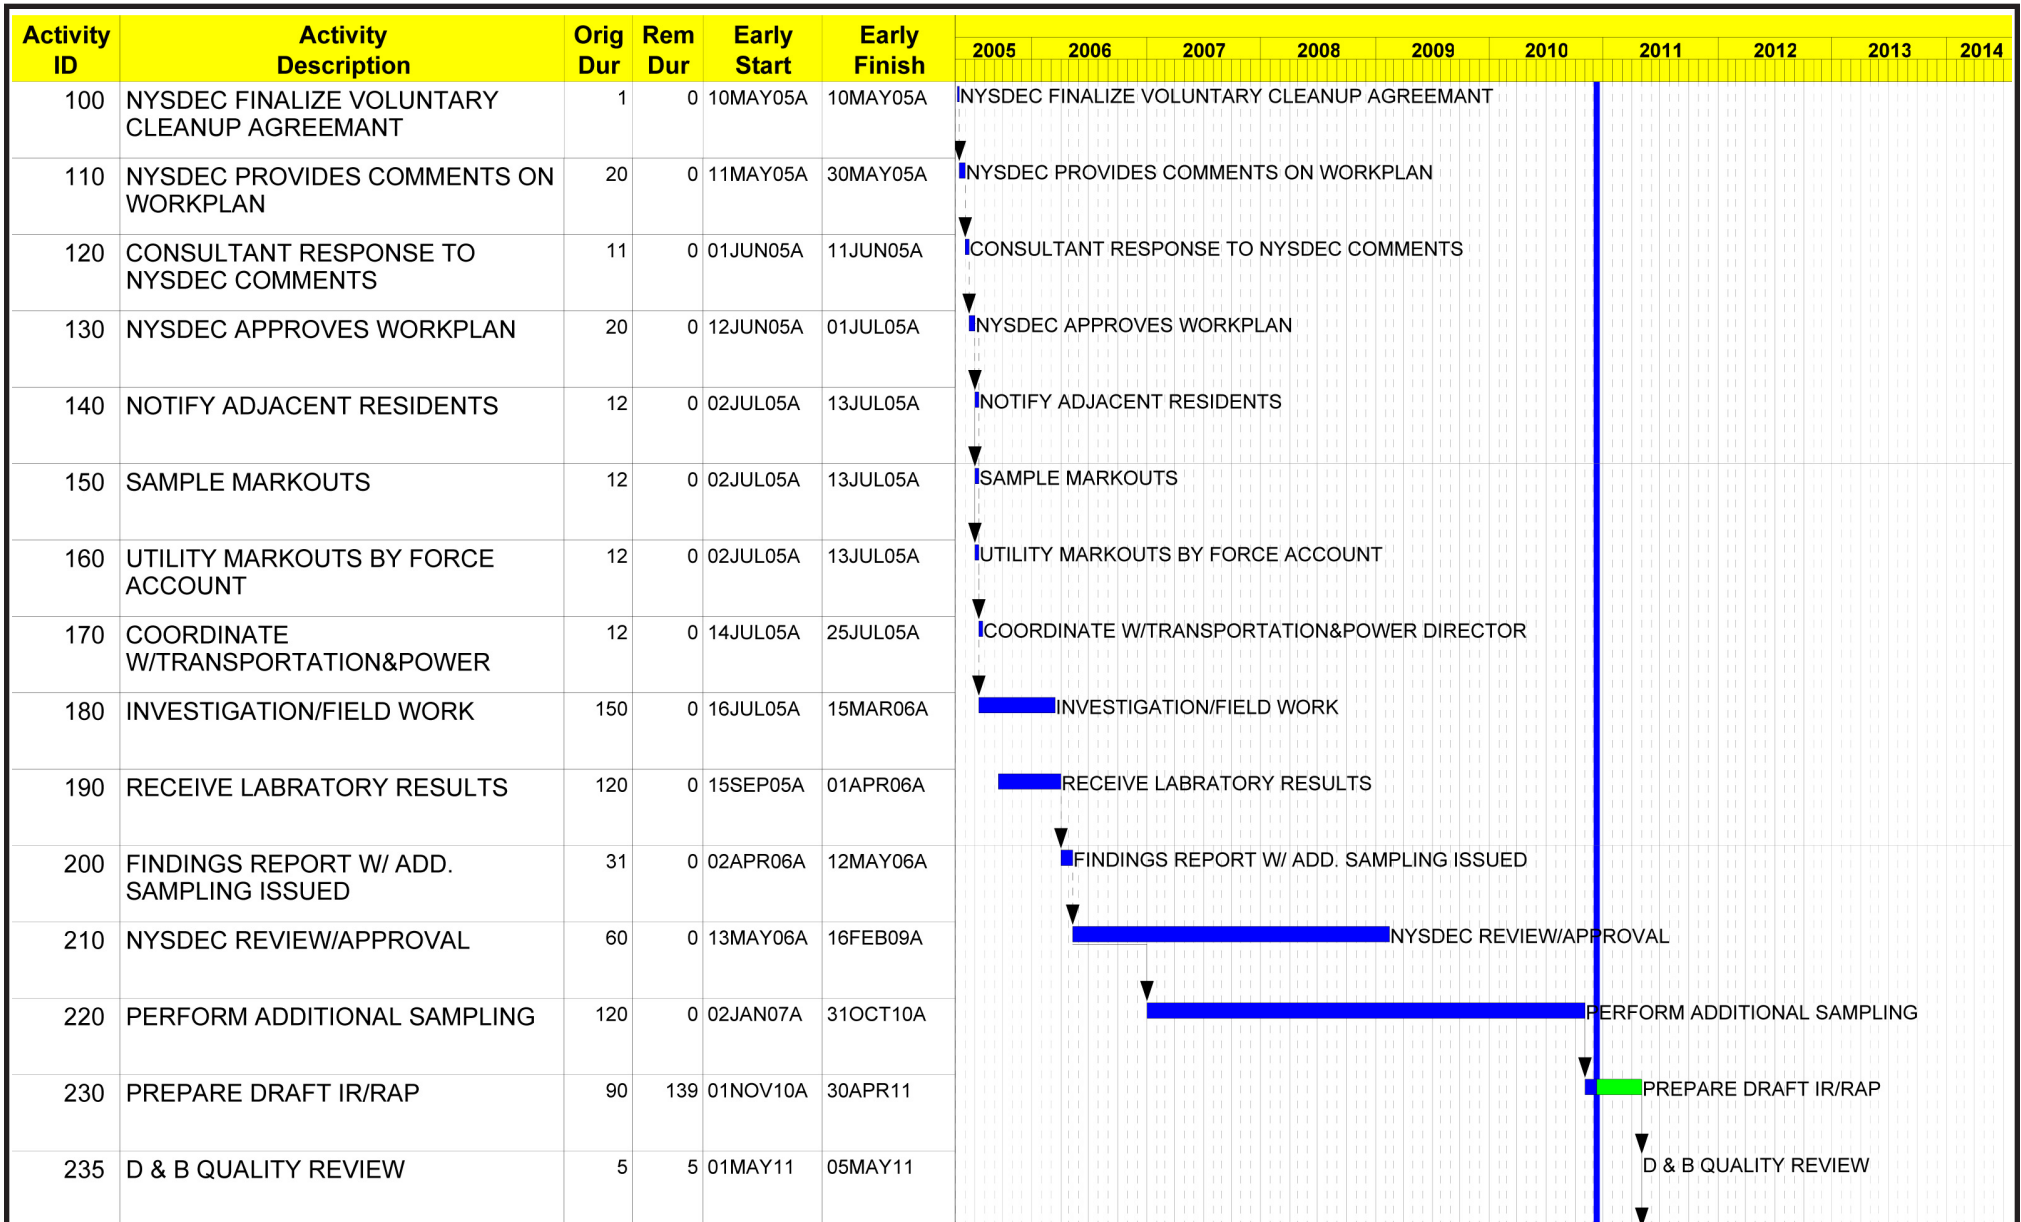 Activity ID Activity Description Orig Dur Rem Dur Early Start Early Finish
2005 2006 2007 2008 2009 2010 2011 2012 2013 2014
100 NYSDEC FINALIZE VOLUNTARY CLEANUP AGREEMANT 1 0 10MAY05A 10MAY05A NYSDEC FINALIZE VOLUNTARY CLEANUP AGREEMANT
110 NYSDEC PROVIDES COMMENTS ON WORKPLAN 20 0 11MAY05A 30MAY05A NYSDEC PROVIDES COMMENTS ON WORKPLAN
120 CONSULTANT RESPONSE TO NYSDEC COMMENTS 11 0 01JUN05A 11JUN05A CONSULTANT RESPONSE TO NYSDEC COMMENTS
130 NYSDEC APPROVES WORKPLAN 20 0 12JUN05A 01JUL05A NYSDEC APPROVES WORKPLAN
140 NOTIFY ADJACENT RESIDENTS 12 0 02JUL05A 13JUL05A NOTIFY ADJACENT RESIDENTS
150 SAMPLE MARKOUTS 12 0 02JUL05A 13JUL05A SAMPLE MARKOUTS
160 UTILITY MARKOUTS BY FORCE ACCOUNT 12 0 02JUL05A 13JUL05A UTILITY MARKOUTS BY FORCE ACCOUNT
170 COORDINATE W/TRANSPORTATION&POWER 12 0 14JUL05A 25JUL05A COORDINATE W/TRANSPORTATION&POWER DIRECTOR
180 INVESTIGATION/FIELD WORK 150 0 16JUL05A 15MAR06A INVESTIGATION/FIELD WORK
190 RECEIVE LABRATORY RESULTS 120 0 15SEP05A 01APR06A RECEIVE LABRATORY RESULTS
200 FINDINGS REPORT W/ ADD. SAMPLING ISSUED 31 0 02APR06A 12MAY06A FINDINGS REPORT W/ ADD. SAMPLING ISSUED
210 NYSDEC REVIEW/APPROVAL 60 0 13MAY06A 16FEB09A NYSDEC REVIEW/APPROVAL
220 PERFORM ADDITIONAL SAMPLING 120 0 02JAN07A 31OCT10A PERFORM ADDITIONAL SAMPLING
230 PREPARE DRAFT IR/RAP 90 139 01NOV10A 30APR11 PREPARE DRAFT IR/RAP
235 D & B QUALITY REVIEW 5 5 01MAY11 05MAY11 D & B QUALITY REVIEW